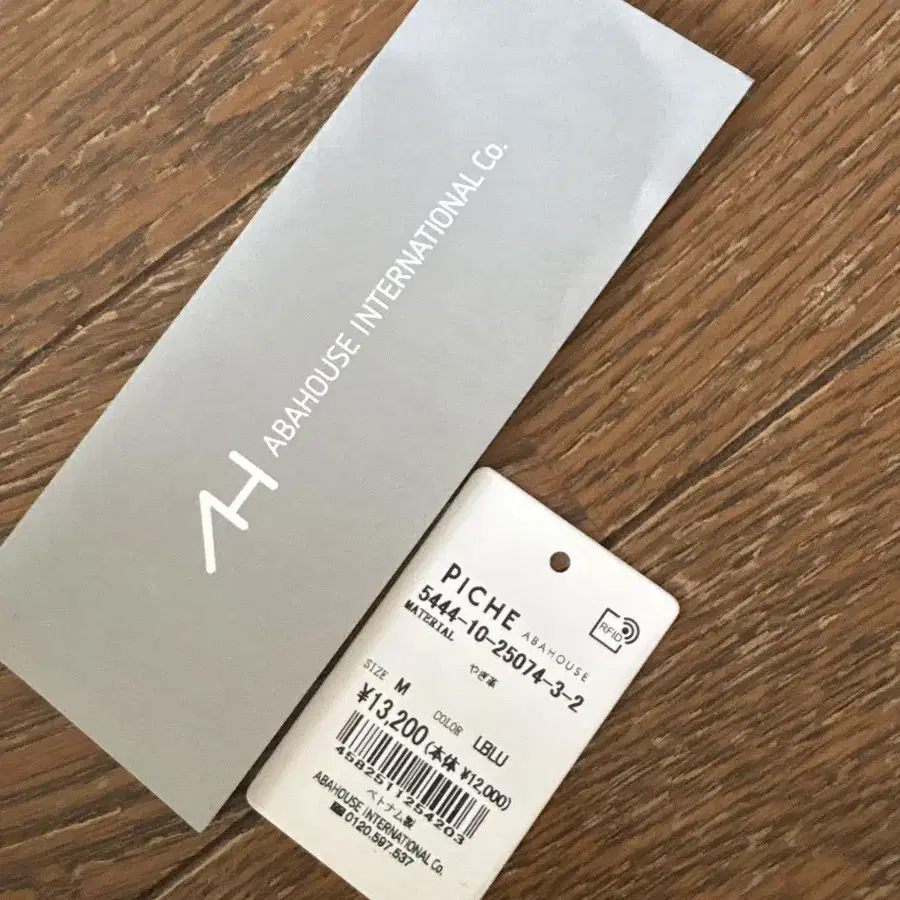 AH ABAHOUSE INTERNATIONAL Co.
PICHE ABAHOUSE
RFID
5444-10-25074-3-2
MATERIAL やぎ革
SIZE M COLOR LBLU
¥13,200(本体 ¥12,000)
4582511254203
ベトナム製
ABAHOUSE INTERNATIONAL Co.
0120.597.537